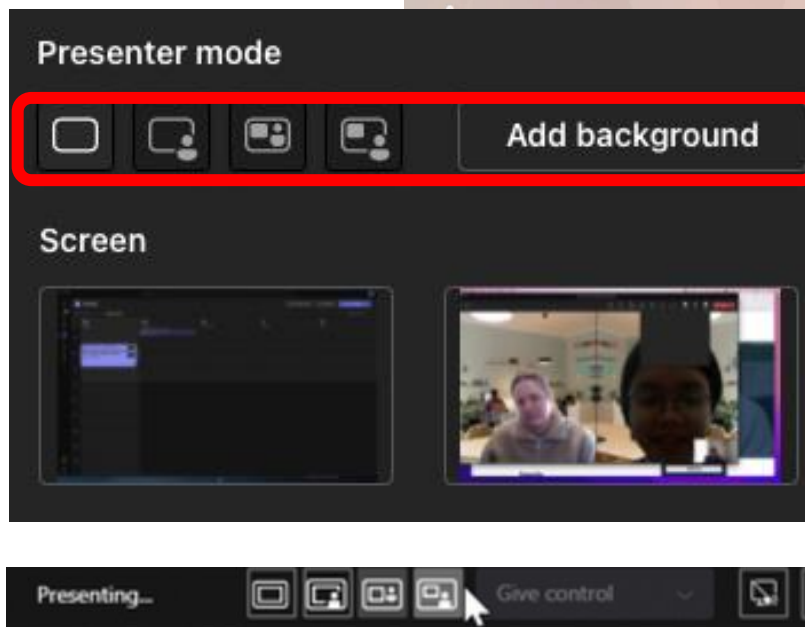 Presenter mode
Add background
Screen
Presenting...
Give control